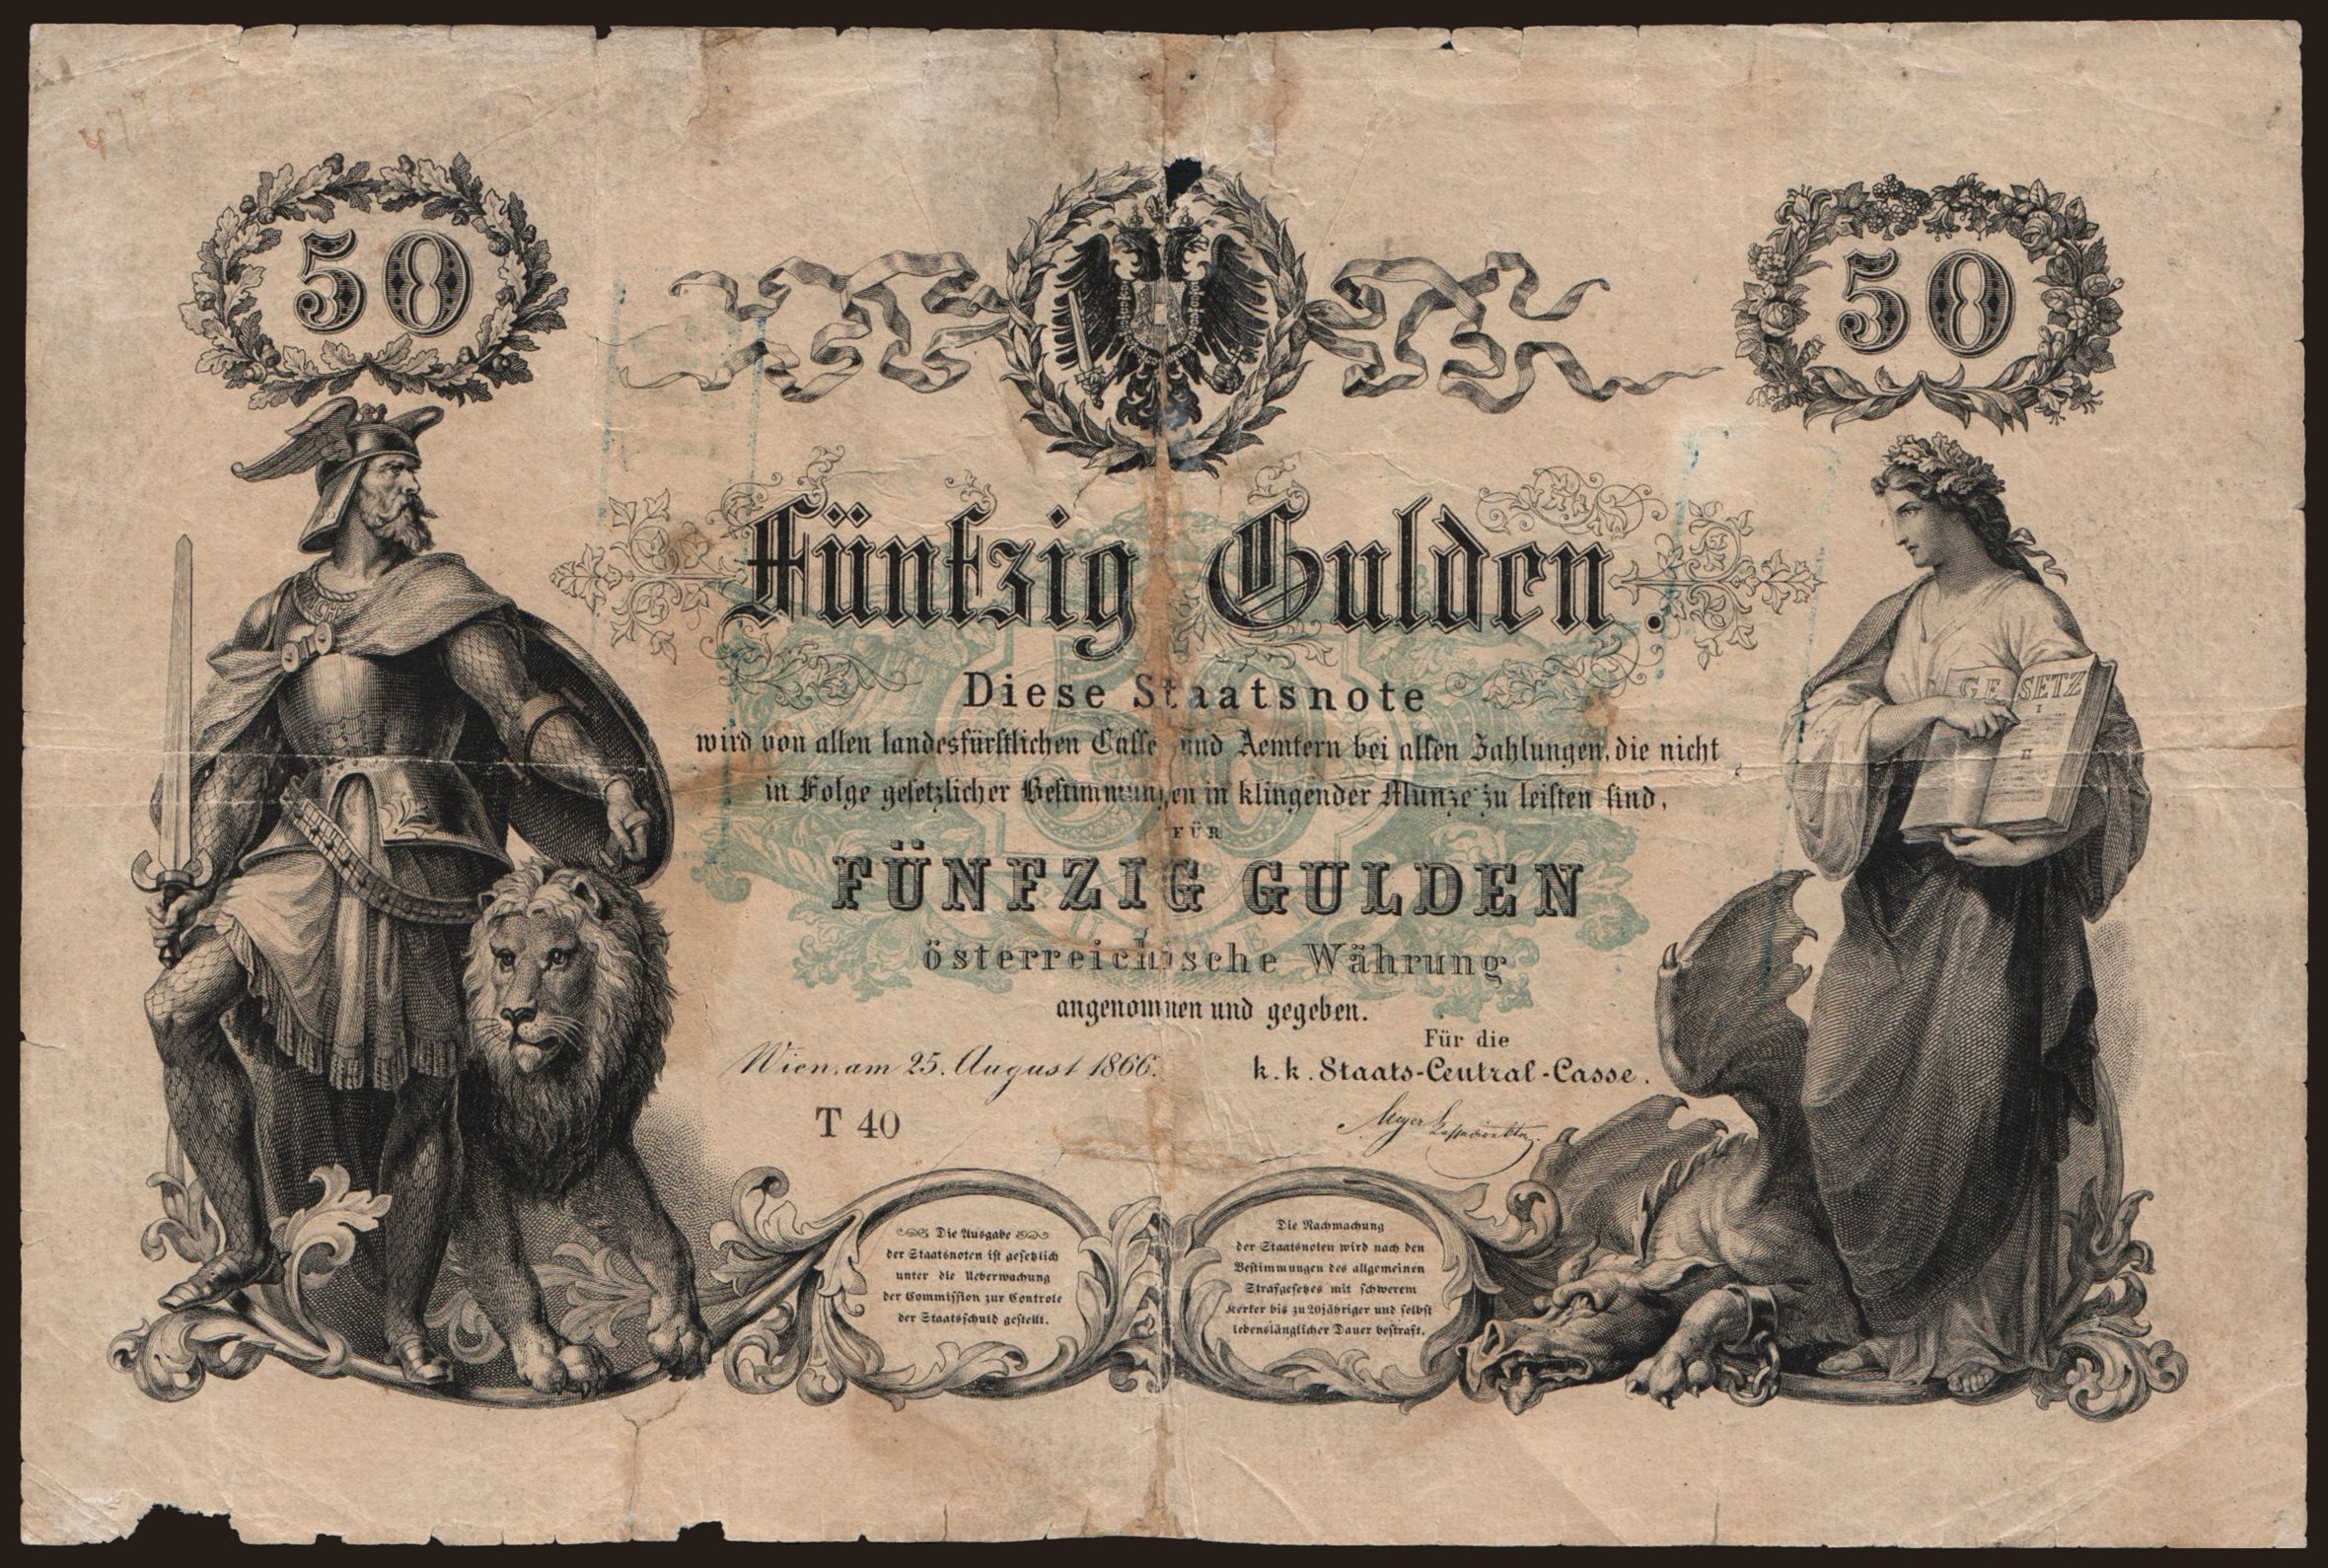 50
50
Fünfzig Gulden.
Diese Staatsnote
wird von allen landesfürstlichen Casse und Aemtern bei allen Zahlungen, die nicht
in Folge gesetzlicher Bestimmungen in klingender Münze zu leisten sind,
FÜR
FÜNFZIG GULDEN
österreichische Währung
angenommen und gegeben.
Wien, am 25. August 1866.
Für die
k. k. Staats-Central-Casse.
T 40
GESETZ
I
II
50
Die Ausgabe
der Staatsnoten ist gesetzlich
unter die Ueberwachung
der Commission zur Controle
der Staatsschuld gestellt.
Die Nachmachung
der Staatsnoten wird nach den
Bestimmungen des allgemeinen
Strafgesetzes mit schwerem
Kerker bis zu 20jähriger und selbst
lebenslänglicher Dauer bestraft.